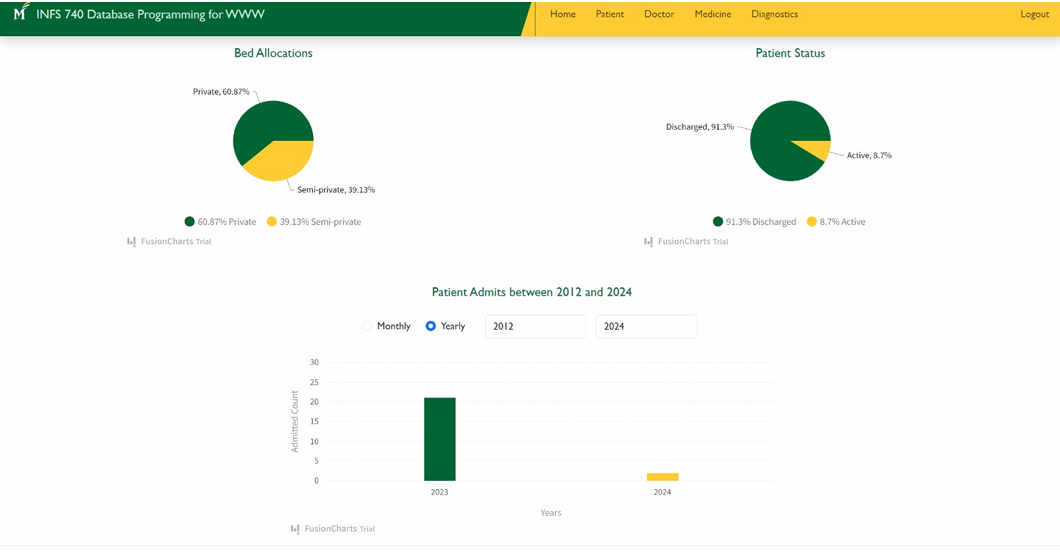 M INFS 740 Database Programming for WWW
Home Patient Doctor Medicine Diagnostics Logout
Bed Allocations
Private, 60.87%
Semi-private, 39.13%
60.87% Private 39.13% Semi-private
FusionCharts Trial
Patient Status
Discharged, 91.3%
Active, 8.7%
91.3% Discharged 8.7% Active
FusionCharts Trial
Patient Admits between 2012 and 2024
Monthly Yearly 2012 2024
Admitted Count
30
25
20
15
10
5
0
2023 2024
Years
FusionCharts Trial